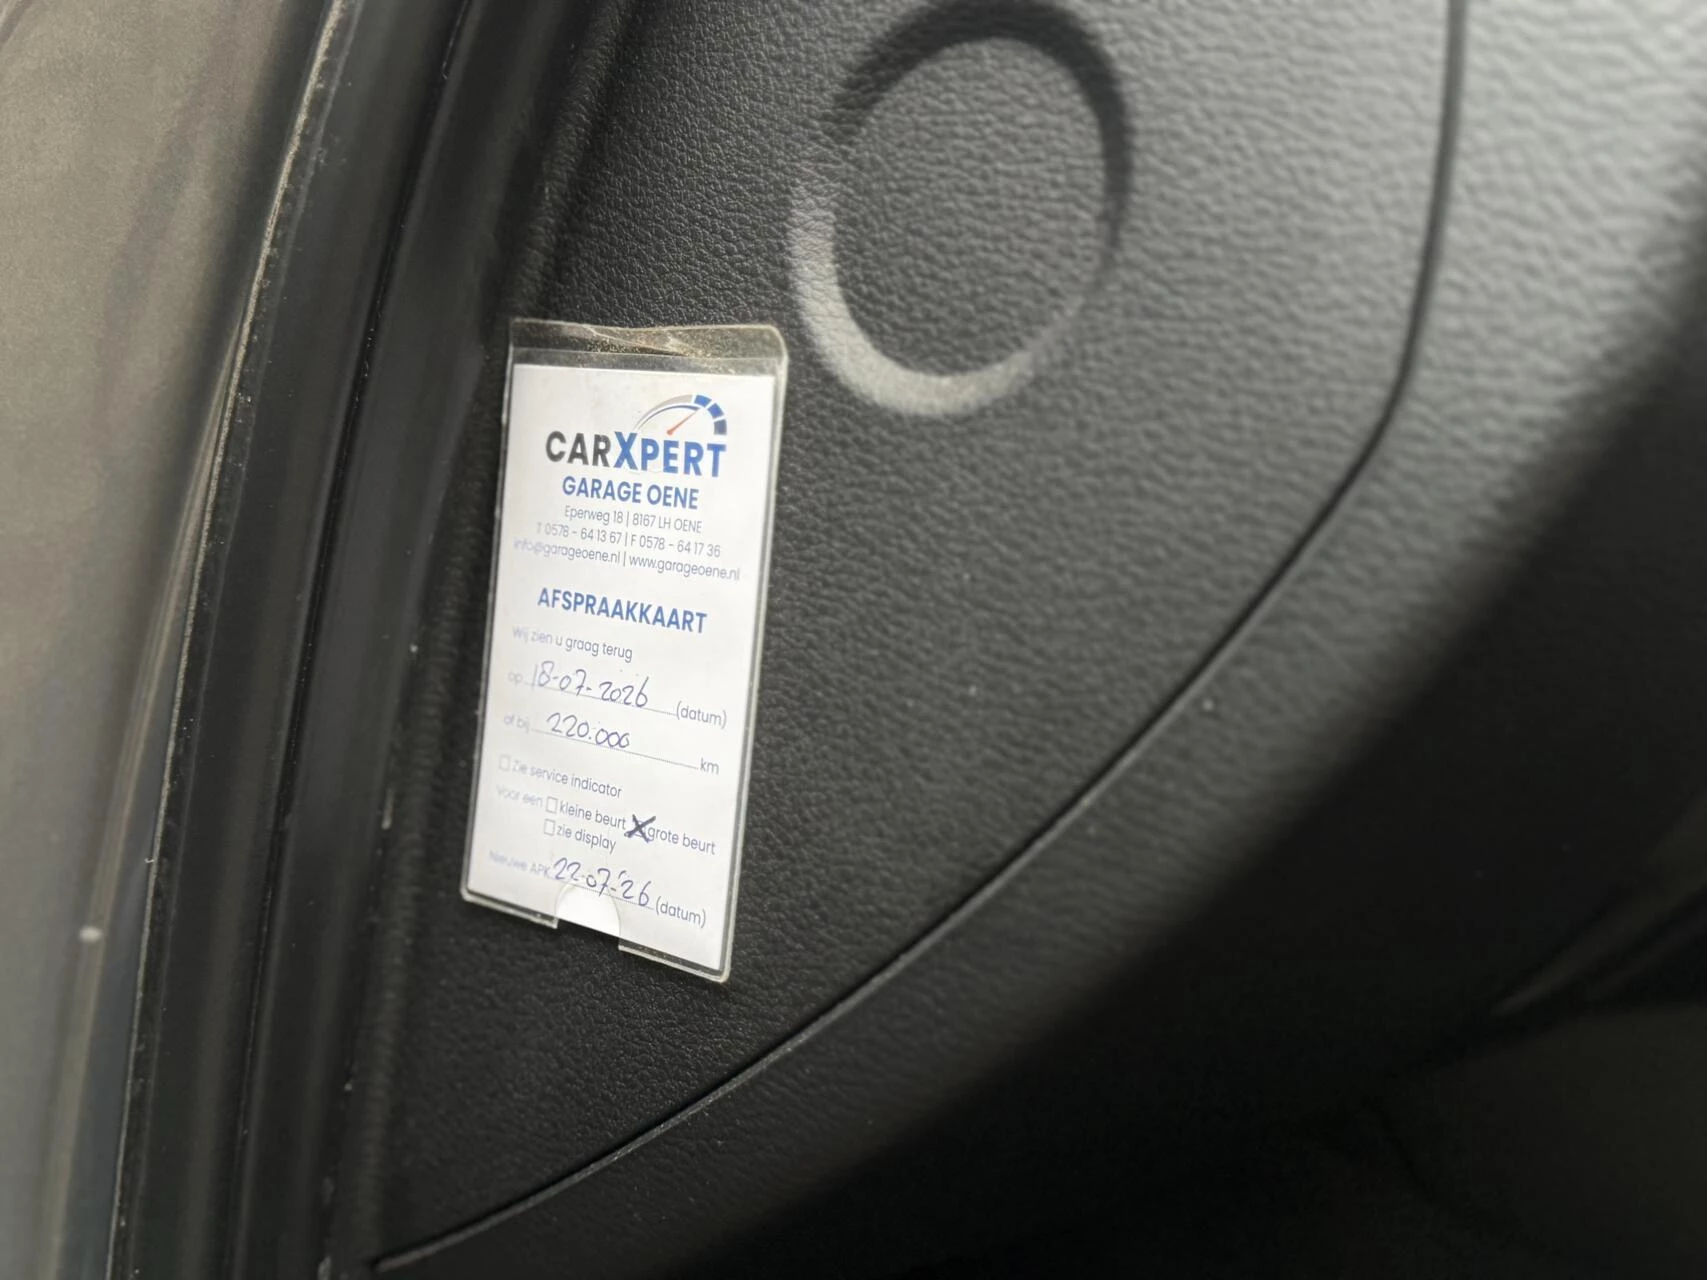 CARXPERT
GARAGE OENE
Eperweg 18 | 8167 LH OENE
T 0578 - 64 13 67 | F 0578 - 64 17 36
info@garageoene.nl | www.garageoene.nl
AFSPRAAKKAART
Wij zien u graag terug
op 18-07-2026 (datum)
of bij 220.000 km
Zie service indicator
voor een kleine beurt grote beurt
zie display
Nieuwe APK 22-07-'26 (datum)